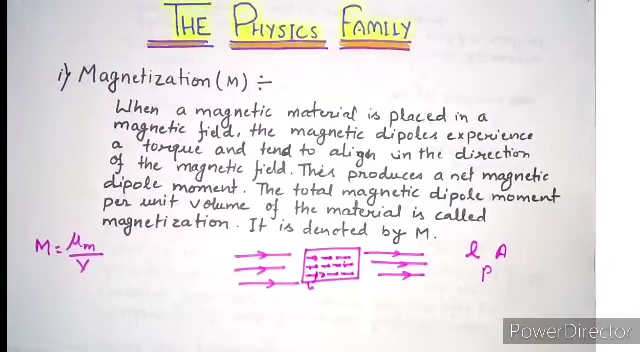 THE PHYSICS FAMILY
i) Magnetization (M) ÷
When a magnetic material is placed in a
magnetic field, the magnetic dipoles experience
a torque and tend to align in the direction
of the magnetic field. This produces a net magnetic
dipole moment. The total magnetic dipole moment
per unit volume of the material is called
magnetization. It is denoted by M.
M = μm/V
l A
P
PowerDirector